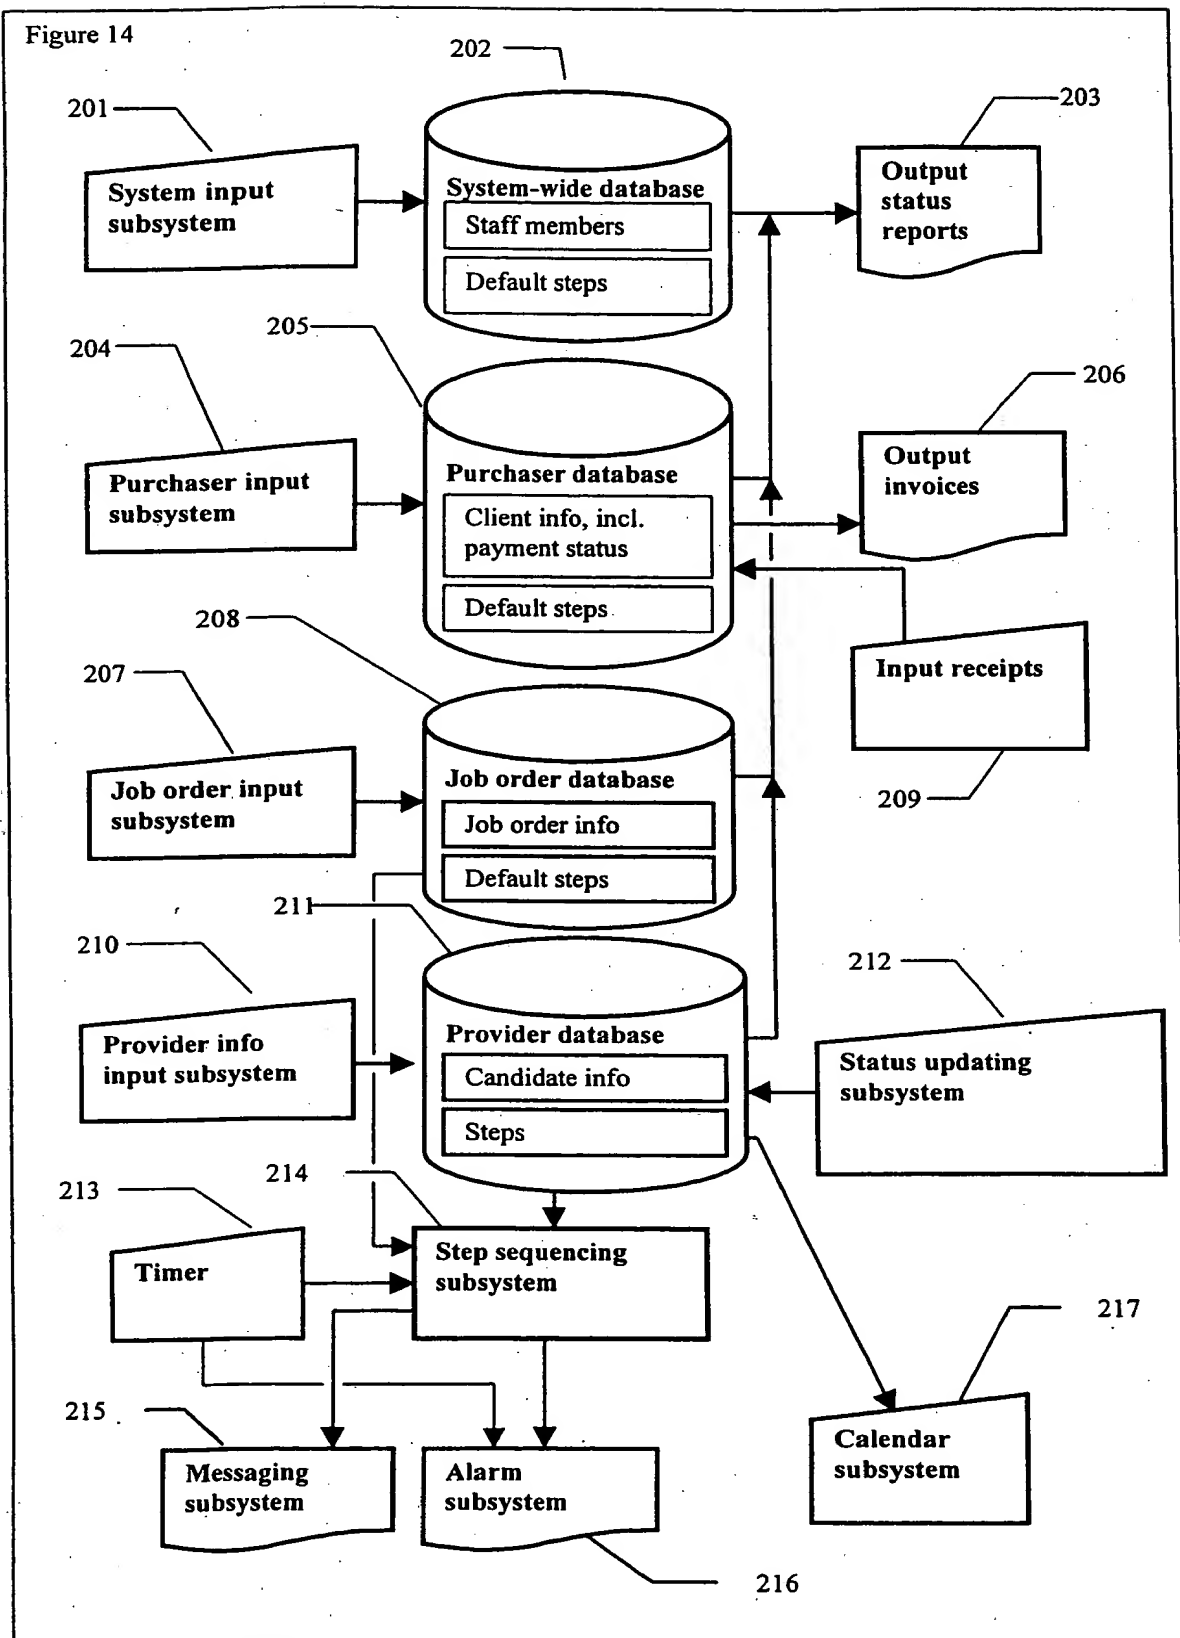 Figure 14
202
201
203
System input
subsystem
System-wide database
Staff members
Default steps
Output
status
reports
205
204
206
Purchaser input
subsystem
Purchaser database
Client info, incl.
payment status
Default steps
Output
invoices
208
207
Input receipts
209
Job order input
subsystem
Job order database
Job order info
Default steps
211
210
212
Provider info
input subsystem
Provider database
Candidate info
Steps
Status updating
subsystem
214
213
Timer
Step sequencing
subsystem
217
215
Messaging
subsystem
Alarm
subsystem
Calendar
subsystem
216